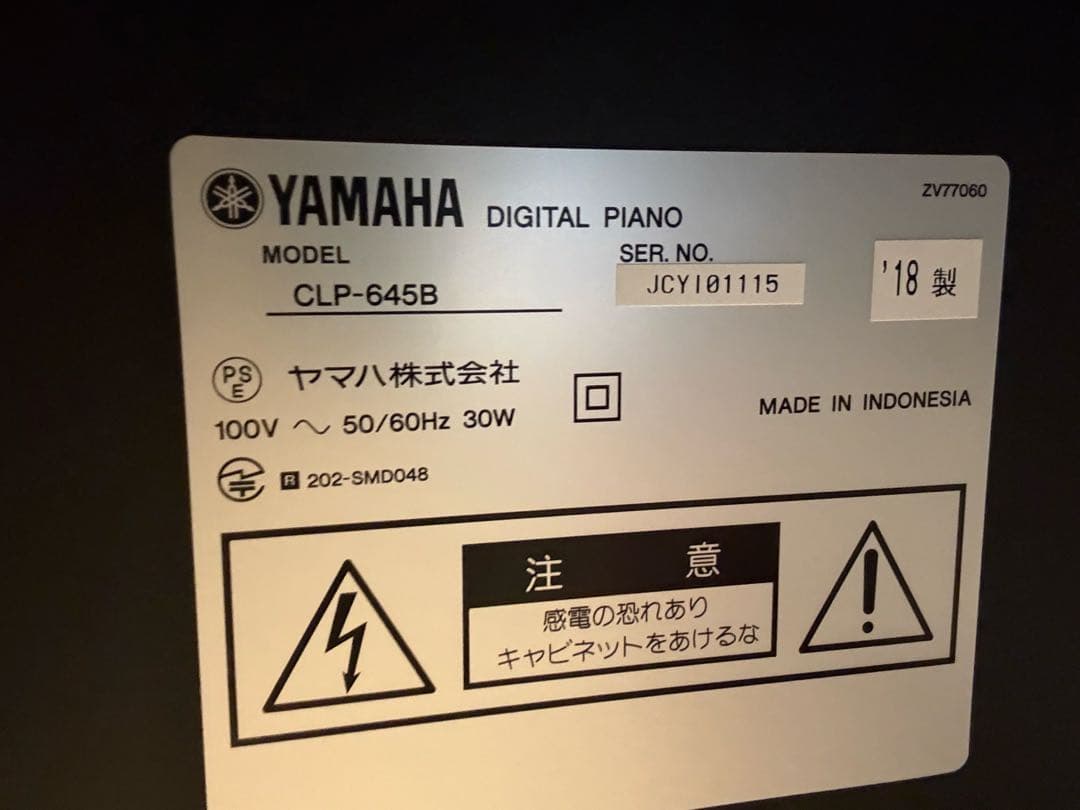 YAMAHA DIGITAL PIANO
ZV77060
MODEL
CLP-645B
SER. NO.
JCYI01115
'18 製
PS
E
ヤマハ株式会社
100V ～ 50/60Hz 30W
MADE IN INDONESIA
R 202-SMD048
注 意
感電の恐れあり
キャビネットをあけるな